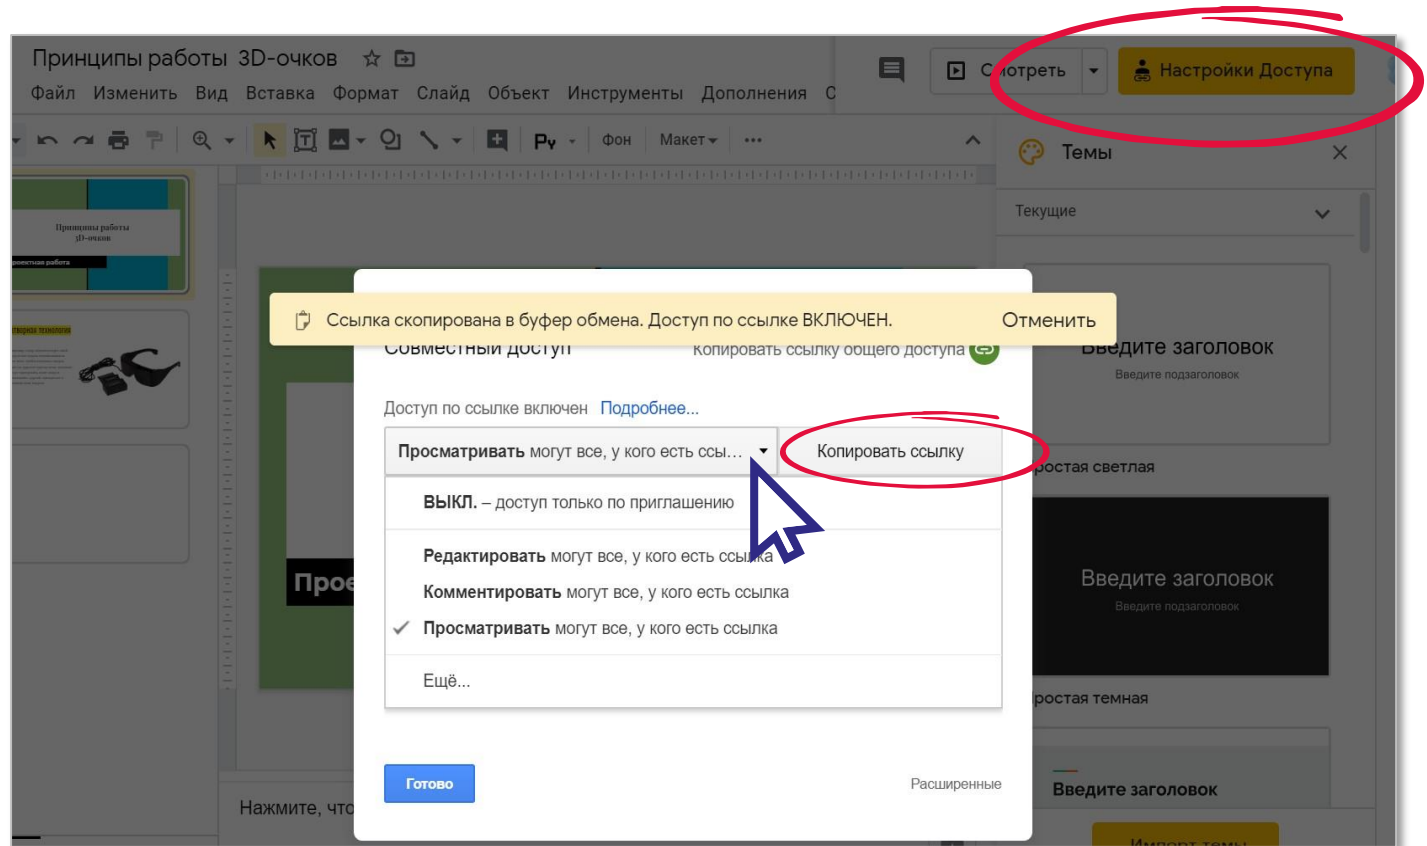 Принципы работы 3D-очков
Файл Изменить Вид Вставка Формат Слайд Объект Инструменты Дополнения С
Смотреть
Настройки Доступа
Фон Макет
Темы
Текущие
Принципы работы
3D-очков
проектная работа
Ссылка скопирована в буфер обмена. Доступ по ссылке ВКЛЮЧЕН. Отменить
Совместный доступ Копировать ссылку общего доступа
Введите заголовок
Введите подзаголовок
Доступ по ссылке включен Подробнее...
Просматривать могут все, у кого есть ссы... Копировать ссылку
ростая светлая
ВЫКЛ. – доступ только по приглашению
Редактировать могут все, у кого есть ссылка
Комментировать могут все, у кого есть ссылка
Просматривать могут все, у кого есть ссылка
Ещё...
Прое
Введите заголовок
Введите подзаголовок
ростая темная
Готово Расширенные
Введите заголовок
Нажмите, что
Импорт темы